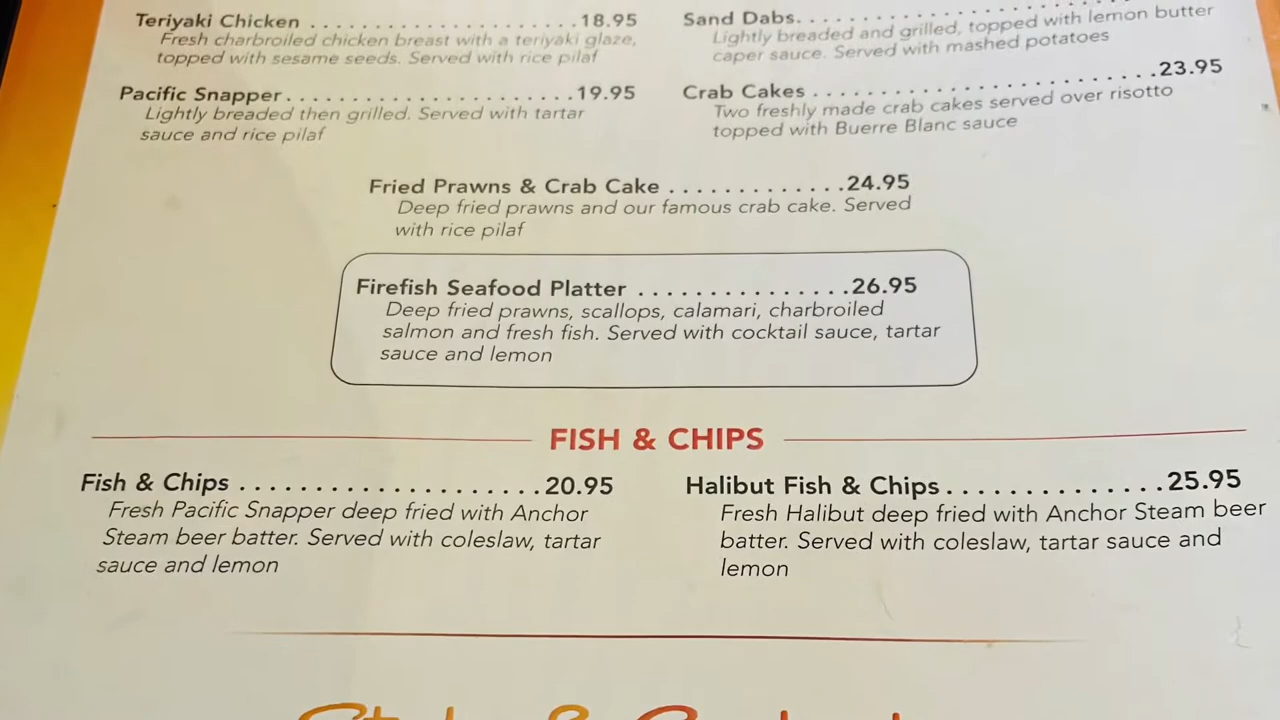 Teriyaki Chicken . . . . . . . . . . . . . . . . . . . . . .18.95
Fresh charbroiled chicken breast with a teriyaki glaze,
topped with sesame seeds. Served with rice pilaf
Pacific Snapper. . . . . . . . . . . . . . . . . . . . . . .19.95
Lightly breaded then grilled. Served with tartar
sauce and rice pilaf
Sand Dabs. . . . . . . . . . . . . . . . . . . . . .
Lightly breaded and grilled, topped with lemon butter
caper sauce. Served with mashed potatoes
Crab Cakes . . . . . . . . . . . . . . . . . . . . . . . . . .23.95
Two freshly made crab cakes served over risotto
topped with Buerre Blanc sauce
Fried Prawns & Crab Cake . . . . . . . . . . . . .24.95
Deep fried prawns and our famous crab cake. Served
with rice pilaf
Firefish Seafood Platter . . . . . . . . . . . . . . .26.95
Deep fried prawns, scallops, calamari, charbroiled
salmon and fresh fish. Served with cocktail sauce, tartar
sauce and lemon
FISH & CHIPS
Fish & Chips . . . . . . . . . . . . . . . . . . . . .20.95
Fresh Pacific Snapper deep fried with Anchor
Steam beer batter. Served with coleslaw, tartar
sauce and lemon
Halibut Fish & Chips. . . . . . . . . . . . . .25.95
Fresh Halibut deep fried with Anchor Steam beer
batter. Served with coleslaw, tartar sauce and
lemon